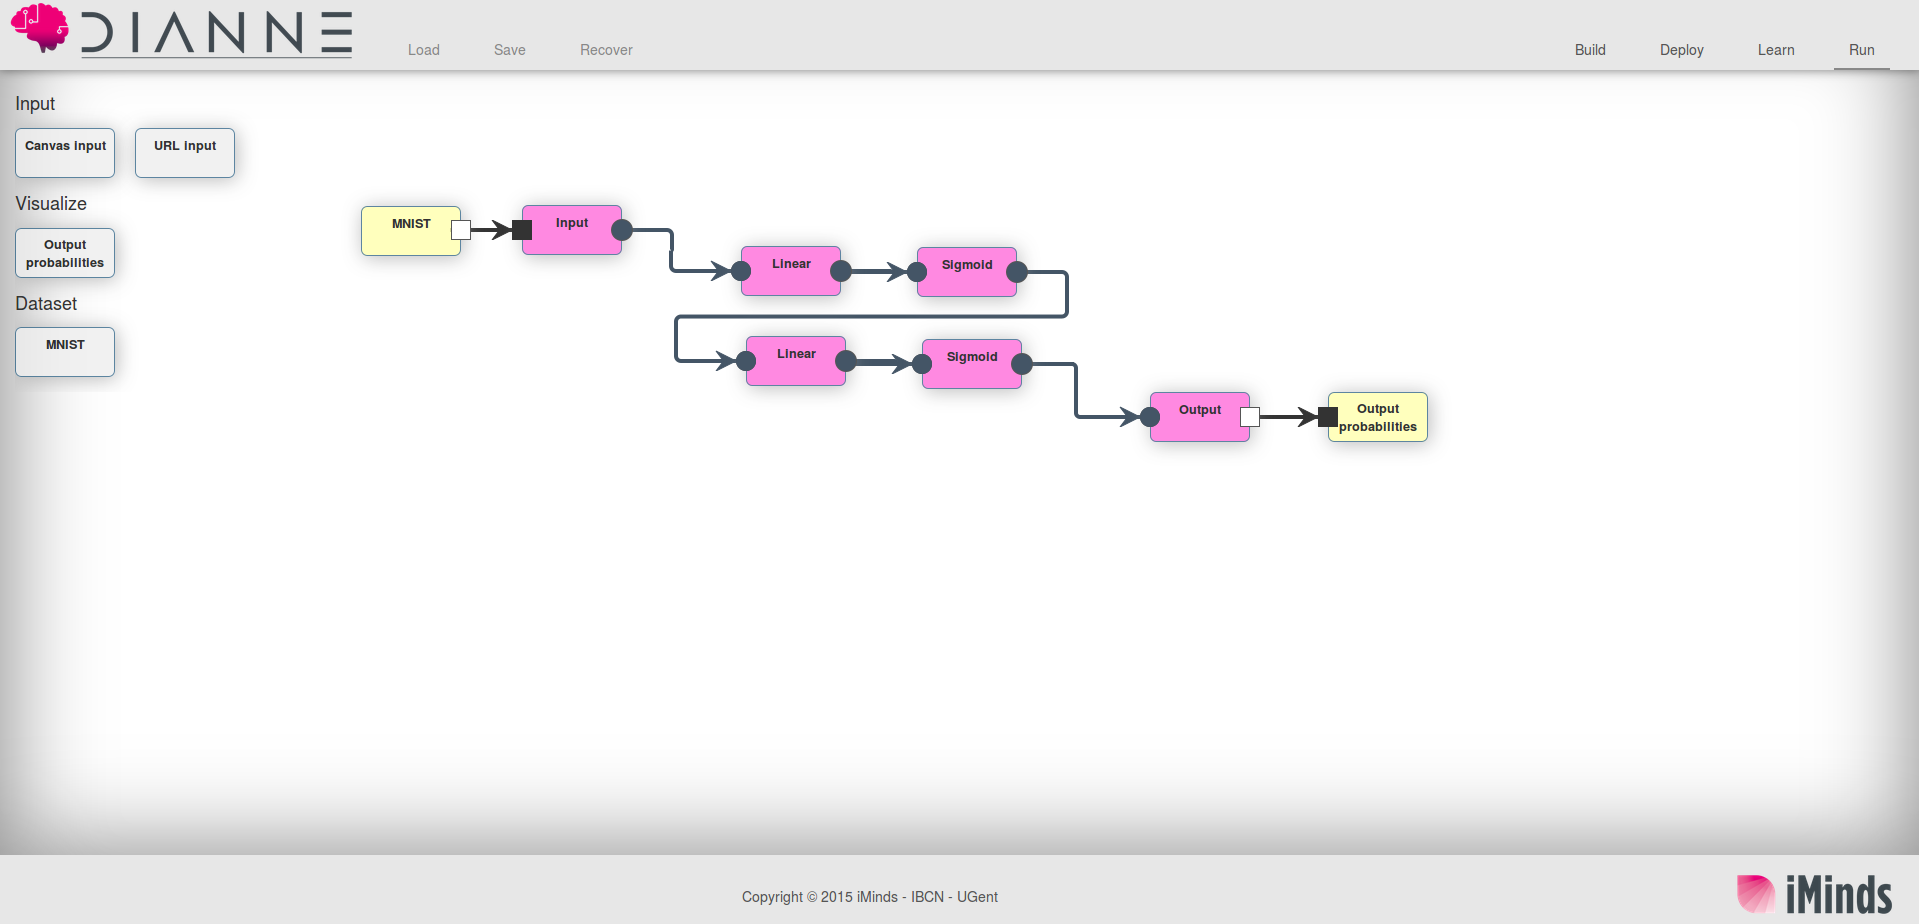 DIANNE
Load Save Recover
Build Deploy Learn Run
Input
Canvas input
URL input
Visualize
Output
probabilities
Dataset
MNIST
MNIST
Input
Linear
Sigmoid
Linear
Sigmoid
Output
Output
probabilities
Copyright © 2015 iMinds - IBCN - UGent
iMinds